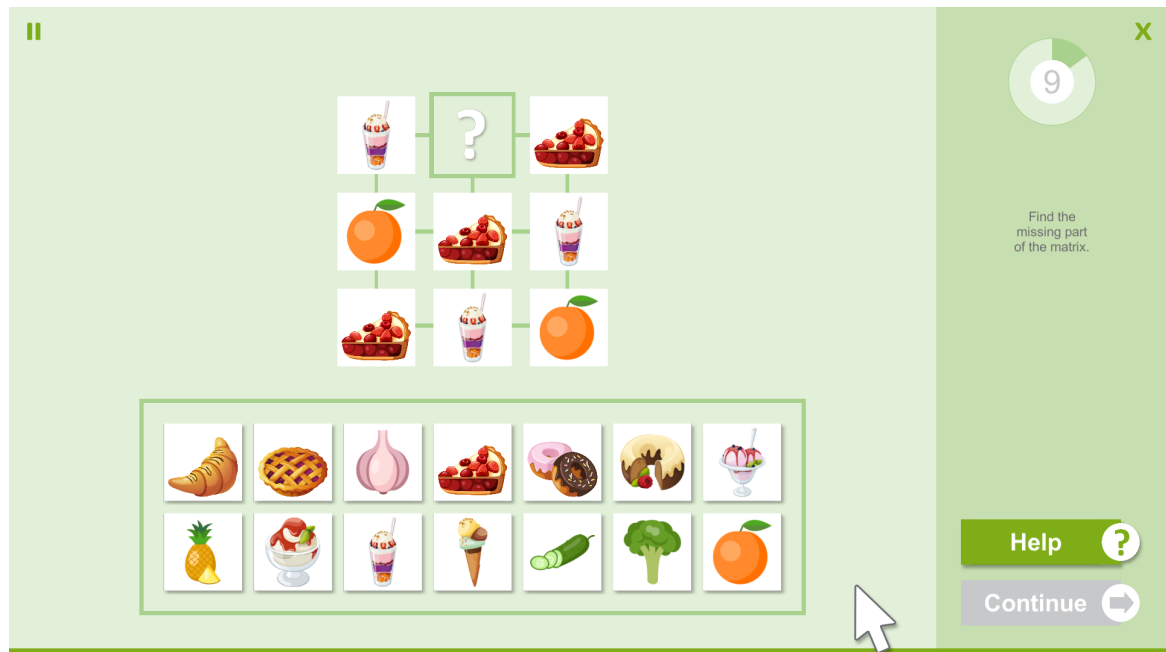 X
9
?
Find the
missing part
of the matrix.
Help ?
Continue